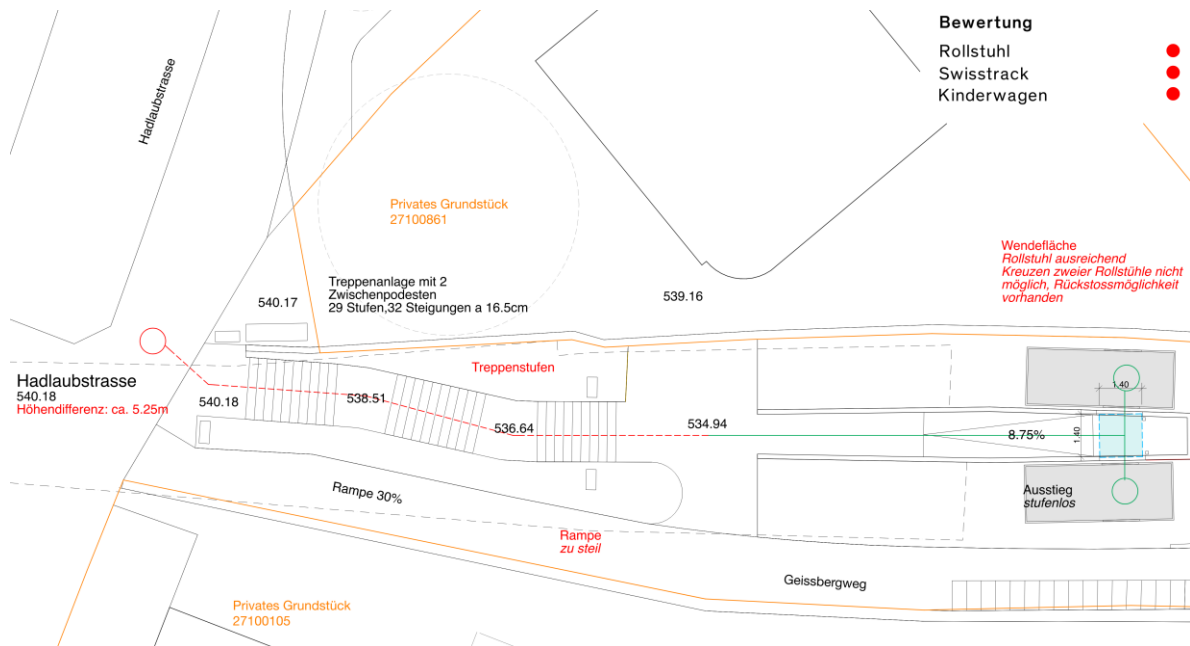 Bewertung
Rollstuhl
Swisstrack
Kinderwagen
Hadlaubstrasse
Privates Grundstück
27100861
Wendefläche
Rollstuhl ausreichend
Kreuzen zweier Rollstühle nicht
möglich, Rückstossmöglichkeit
vorhanden
Treppenanlage mit 2
Zwischenpodesten
29 Stufen,32 Steigungen a 16.5cm
540.17
539.16
Treppenstufen
Hadlaubstrasse
540.18
Höhendifferenz: ca. 5.25m
540.18
538.51
536.64
534.94
8.75%
1.40
1.40
Ausstieg
stufenlos
Rampe 30%
Rampe
zu steil
Geissbergweg
Privates Grundstück
27100105